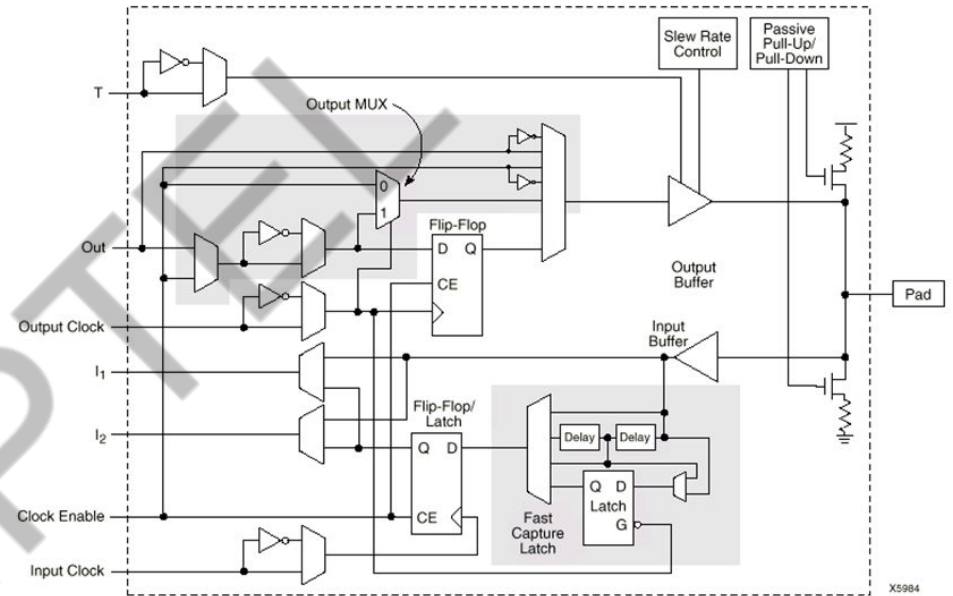 Slew Rate
Control
Passive
Pull-Up/
Pull-Down
T
Output MUX
0
1
Flip-Flop
D Q
CE
Out
Output
Buffer
Pad
Output Clock
Input
Buffer
I1
I2
Flip-Flop/
Latch
Q D
CE
Delay
Delay
Q D
Latch
G
Fast
Capture
Latch
Clock Enable
Input Clock
X5984
PTEL